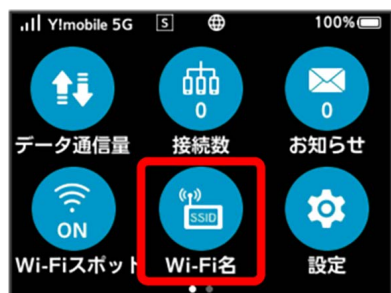 Y!mobile 5G S 100%
0 0
データ通信量 接続数 お知らせ
ON SSID
Wi-Fiスポット Wi-Fi名 設定